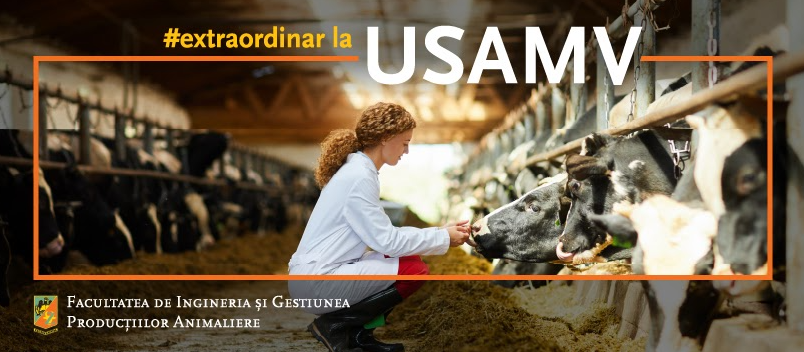 #extraordinar la USAMV
Facultatea de Ingineria și Gestiunea
Producțiilor Animaliere